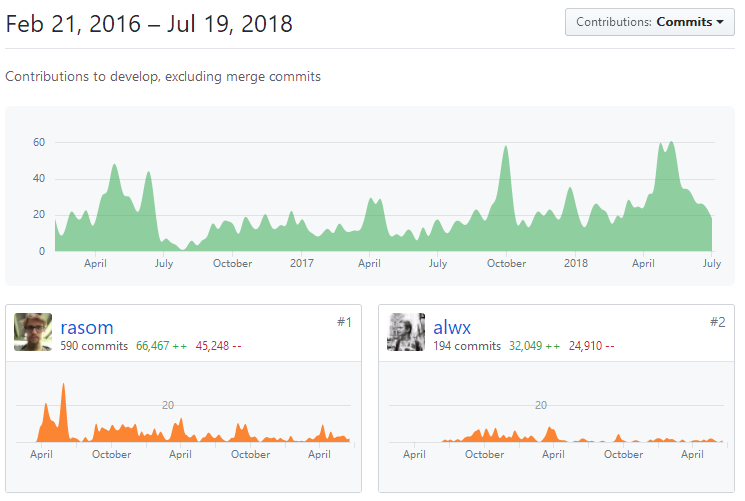 Feb 21, 2016 – Jul 19, 2018
Contributions: Commits
Contributions to develop, excluding merge commits
60
40
20
0
April July October 2017 April July October 2018 April July
rasom #1
590 commits 66,467 ++ 45,248 --
20
April October April October April
alwx #2
194 commits 32,049 ++ 24,910 --
20
April October April October April